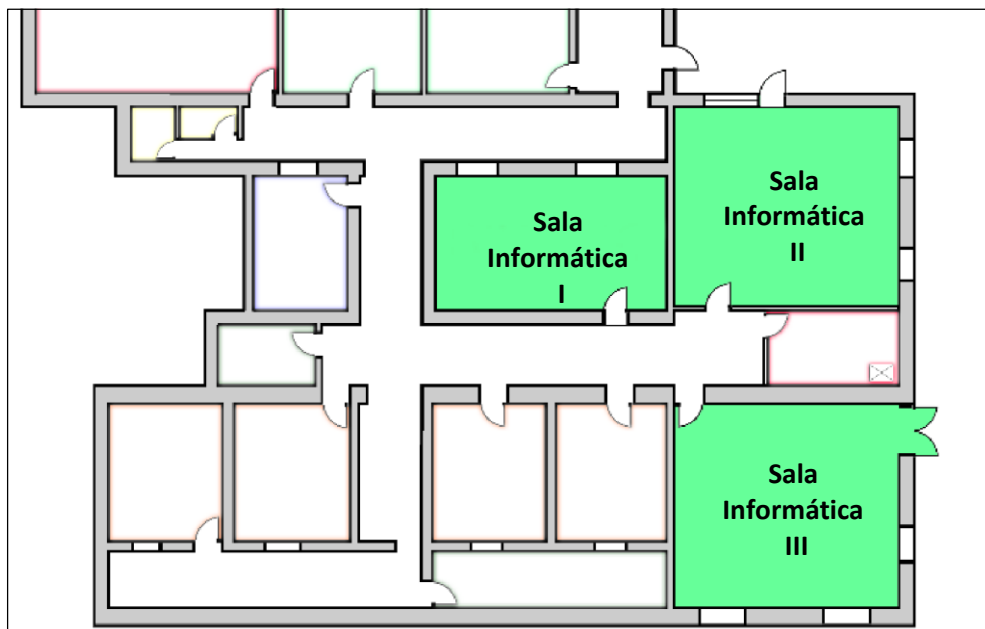 Sala
Informática
I
Sala
Informática
II
Sala
Informática
III